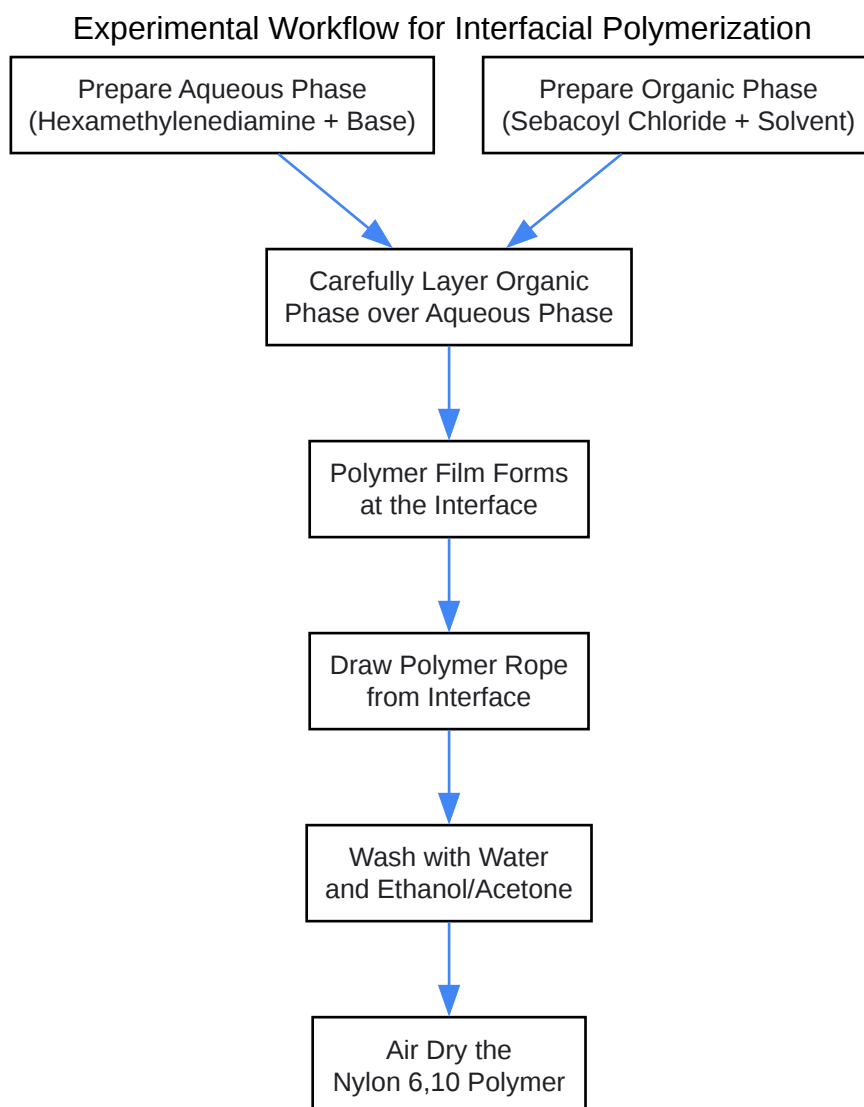 Experimental Workflow for Interfacial Polymerization
Prepare Aqueous Phase
(Hexamethylenediamine + Base)
Prepare Organic Phase
(Sebacoyl Chloride + Solvent)
Carefully Layer Organic
Phase over Aqueous Phase
Polymer Film Forms
at the Interface
Draw Polymer Rope
from Interface
Wash with Water
and Ethanol/Acetone
Air Dry the
Nylon 6,10 Polymer